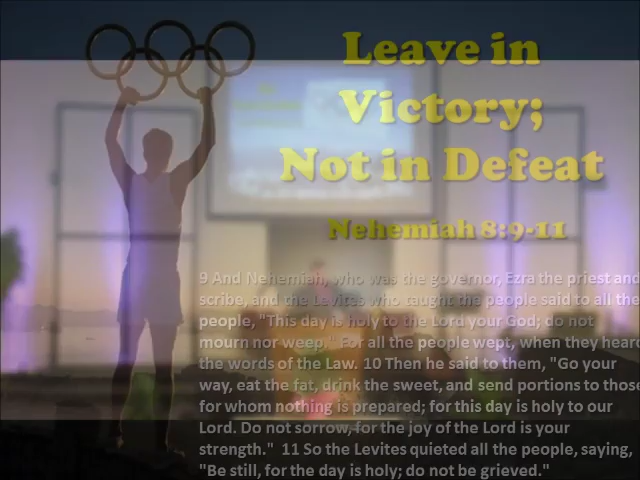 Leave in
Victory;
Not in Defeat
Nehemiah 8:9-11
9 And Nehemiah, who was the governor, Ezra the priest and
scribe, and the Levites who taught the people said to all the
people, "This day is holy to the Lord your God; do not
mourn nor weep." For all the people wept, when they heard
the words of the Law. 10 Then he said to them, "Go your
way, eat the fat, drink the sweet, and send portions to those
for whom nothing is prepared; for this day is holy to our
Lord. Do not sorrow, for the joy of the Lord is your
strength."  11 So the Levites quieted all the people, saying,
"Be still, for the day is holy; do not be grieved."